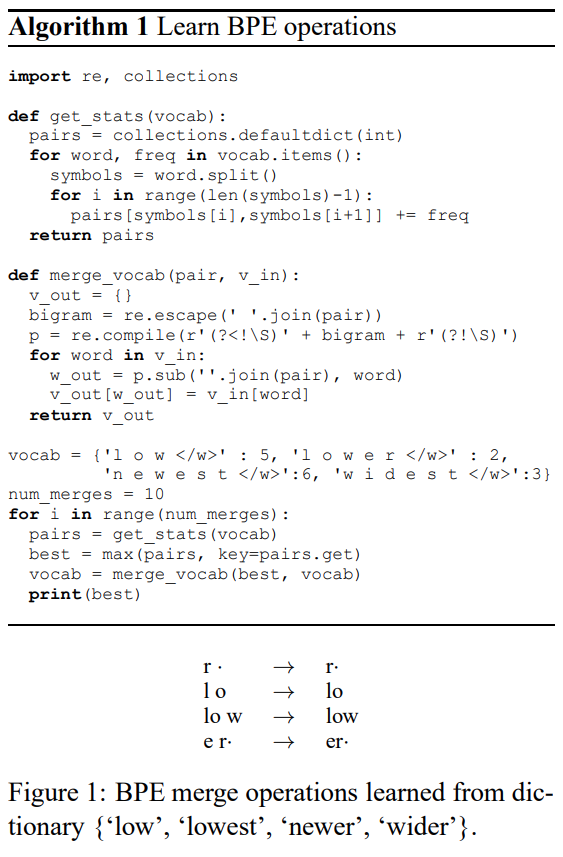 Algorithm 1 Learn BPE operations
import re, collections
def get_stats(vocab):
  pairs = collections.defaultdict(int)
  for word, freq in vocab.items():
    symbols = word.split()
    for i in range(len(symbols)-1):
      pairs[symbols[i],symbols[i+1]] += freq
  return pairs
def merge_vocab(pair, v_in):
  v_out = {}
  bigram = re.escape(' '.join(pair))
  p = re.compile(r'(?<!\S)' + bigram + r'(?!\S)')
  for word in v_in:
    w_out = p.sub(''.join(pair), word)
    v_out[w_out] = v_in[word]
  return v_out
vocab = {'l o w </w>' : 5, 'l o w e r </w>' : 2,
         'n e w e s t </w>':6, 'w i d e s t </w>':3}
num_merges = 10
for i in range(num_merges):
  pairs = get_stats(vocab)
  best = max(pairs, key=pairs.get)
  vocab = merge_vocab(best, vocab)
  print(best)
r · → r·
l o → lo
lo w → low
e r· → er·
Figure 1: BPE merge operations learned from dic-
tionary {‘low’, ‘lowest’, ‘newer’, ‘wider’}.